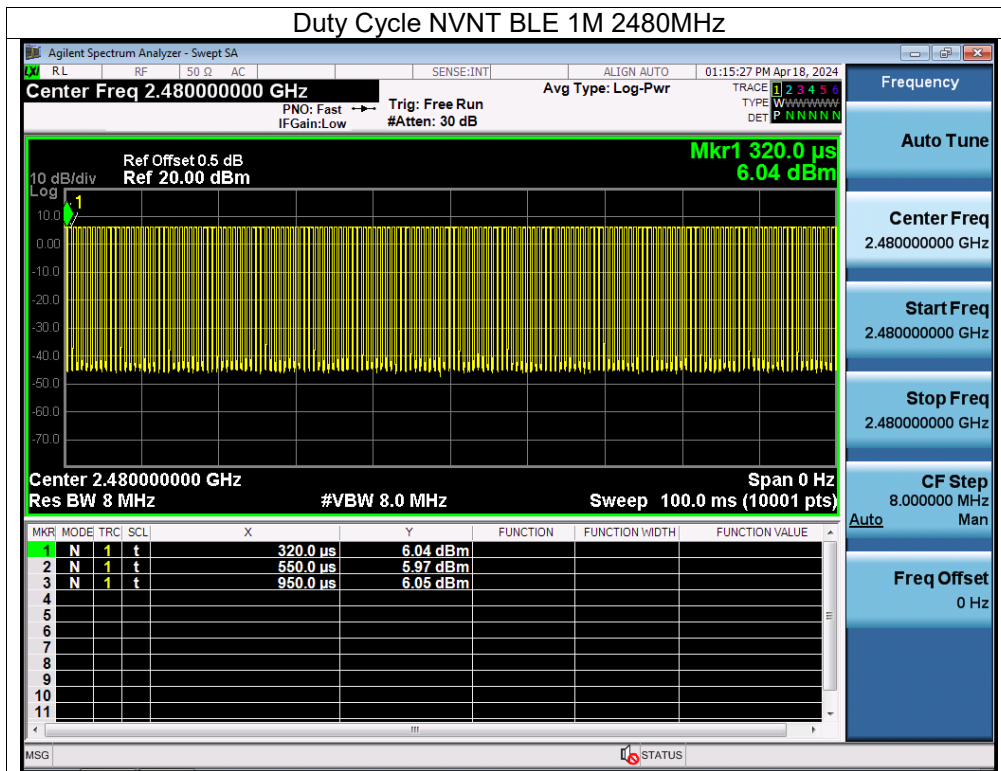 Duty Cycle NVNT BLE 1M 2480MHz
Agilent Spectrum Analyzer - Swept SA
LXI RL RF 50 Ω AC SENSE:INT ALIGN AUTO 01:15:27 PM Apr 18, 2024
Center Freq 2.480000000 GHz Avg Type: Log-Pwr TRACE 1 2 3 4 5 6
PNO: Fast Trig: Free Run TYPE WWWWWW
IFGain:Low #Atten: 30 dB DET P N N N N N
Frequency
Mkr1 320.0 µs
6.04 dBm
Ref Offset 0.5 dB
10 dB/div Ref 20.00 dBm
Log
1
10.0
0.00
-10.0
-20.0
-30.0
-40.0
-50.0
-60.0
-70.0
Center 2.480000000 GHz Span 0 Hz
Res BW 8 MHz #VBW 8.0 MHz Sweep 100.0 ms (10001 pts)
MKR MODE TRC SCL X Y FUNCTION FUNCTION WIDTH FUNCTION VALUE
1 N 1 t 320.0 µs 6.04 dBm
2 N 1 t 550.0 µs 5.97 dBm
3 N 1 t 950.0 µs 6.05 dBm
4
5
6
7
8
9
10
11
MSG STATUS
Auto Tune
Center Freq
2.480000000 GHz
Start Freq
2.480000000 GHz
Stop Freq
2.480000000 GHz
CF Step
8.000000 MHz
Auto Man
Freq Offset
0 Hz